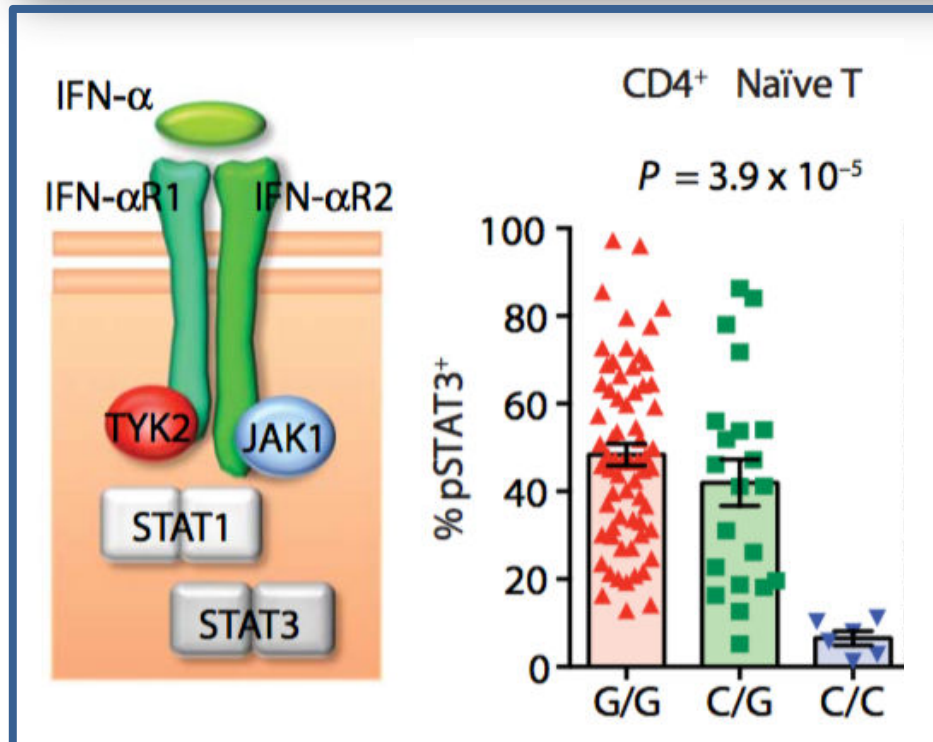 IFN-α
IFN-αR1
IFN-αR2
TYK2
JAK1
STAT1
STAT3
CD4⁺ Naïve T
P = 3.9 x 10⁻⁵
% pSTAT3⁺
100
80
60
40
20
0
G/G C/G C/C